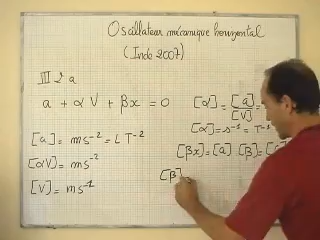 Oscillateur mécanique horizontal
(Inde 2007)
III 2 a
a + αV + βx = 0
[α] = [a]/[V]
[α] = s⁻¹ = T⁻¹
[a] = ms⁻² = L T⁻²
[βx] = [a] [β] =
[αV] = ms⁻²
[β]
[V] = ms⁻¹